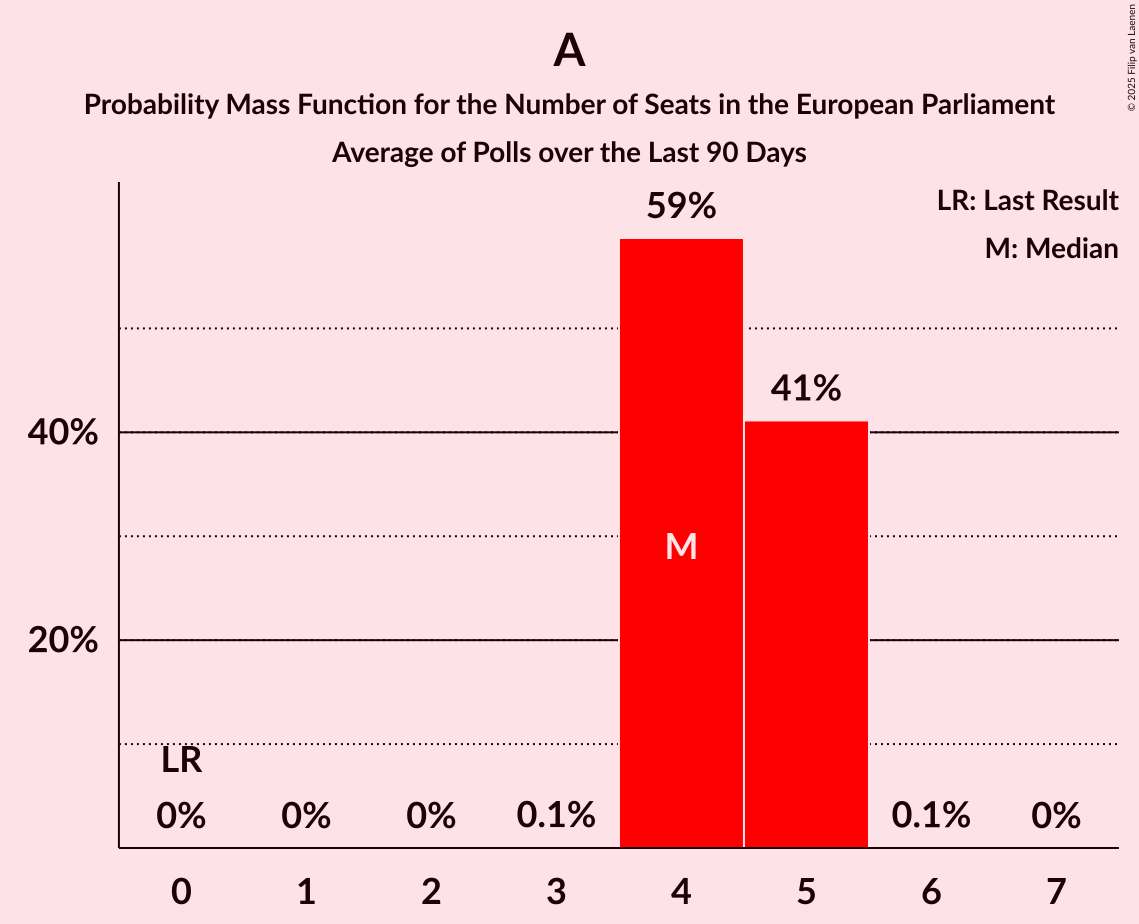 A
Probability Mass Function for the Number of Seats in the European Parliament
Average of Polls over the Last 90 Days
© 2025 Filip van Laenen
LR: Last Result
M: Median
59%
41%
40%
M
20%
LR
0% 0% 0% 0.1% 0.1% 0%
0 1 2 3 4 5 6 7